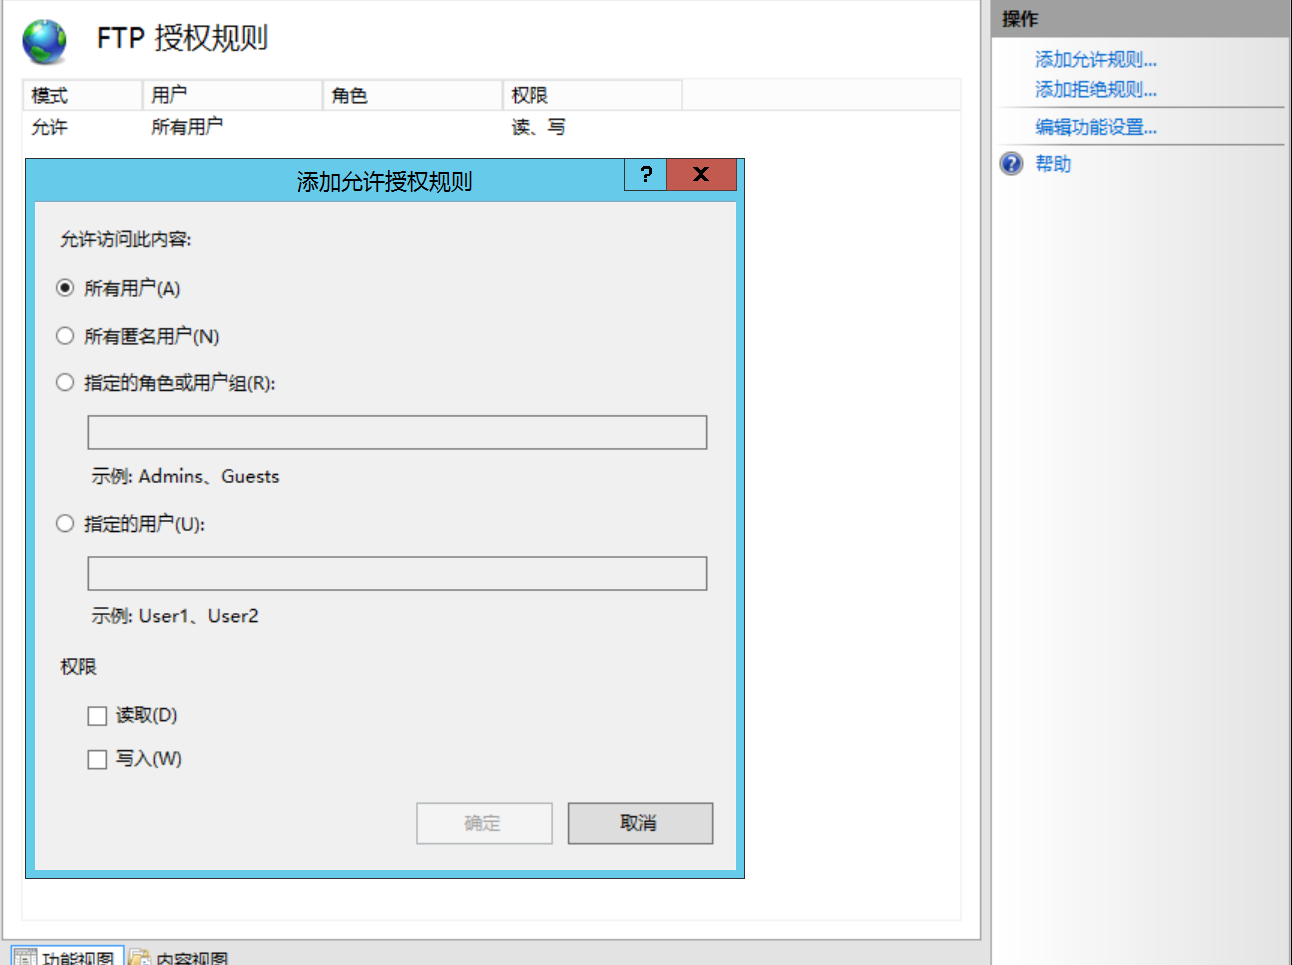 FTP 授权规则
模式 用户 角色 权限
允许 所有用户 读、写
添加允许授权规则 ? X
允许访问此内容:
所有用户(A)
所有匿名用户(N)
指定的角色或用户组(R):
示例: Admins、Guests
指定的用户(U):
示例: User1、User2
权限
读取(D)
写入(W)
确定 取消
功能视图 内容视图
操作
添加允许规则...
添加拒绝规则...
编辑功能设置...
? 帮助